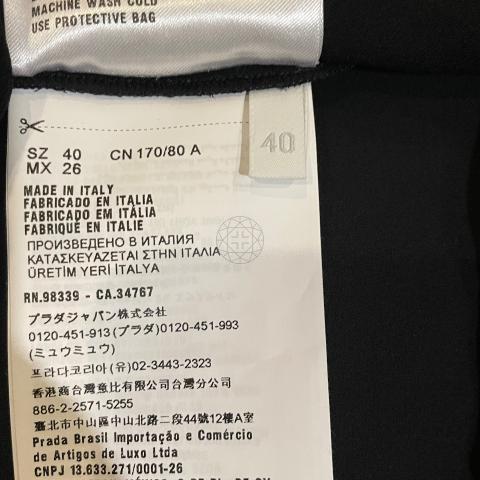 MACHINE WASH COLD
USE PROTECTIVE BAG
40
SZ 40 CN 170/80 A
MX 26
MADE IN ITALY
FABRICADO EN ITALIA
FABRICADO EM ITÁLIA
FABRIQUÉ EN ITALIE
ПРОИЗВЕДЕНО В ИТАЛИЯ
ΚΑΤΑΣΚΕΥΑΖΕΤΑΙ ΣΤΗΝ ΙΤΑΛΙΑ
ÜRETİM YERİ İTALYA
RN.98339 - CA.34767
プラダジャパン株式会社
0120-451-913(プラダ)0120-451-993
(ミュウミュウ)
프라다코리아(유)02-3443-2323
香港商台灣童比有限公司台灣分公司
886-2-2571-5255
臺北市中山區中山北路二段44號12樓A室
Prada Brasil Importação e Comércio
de Artigos de Luxo Ltda
CNPJ 13.633.271/0001-26